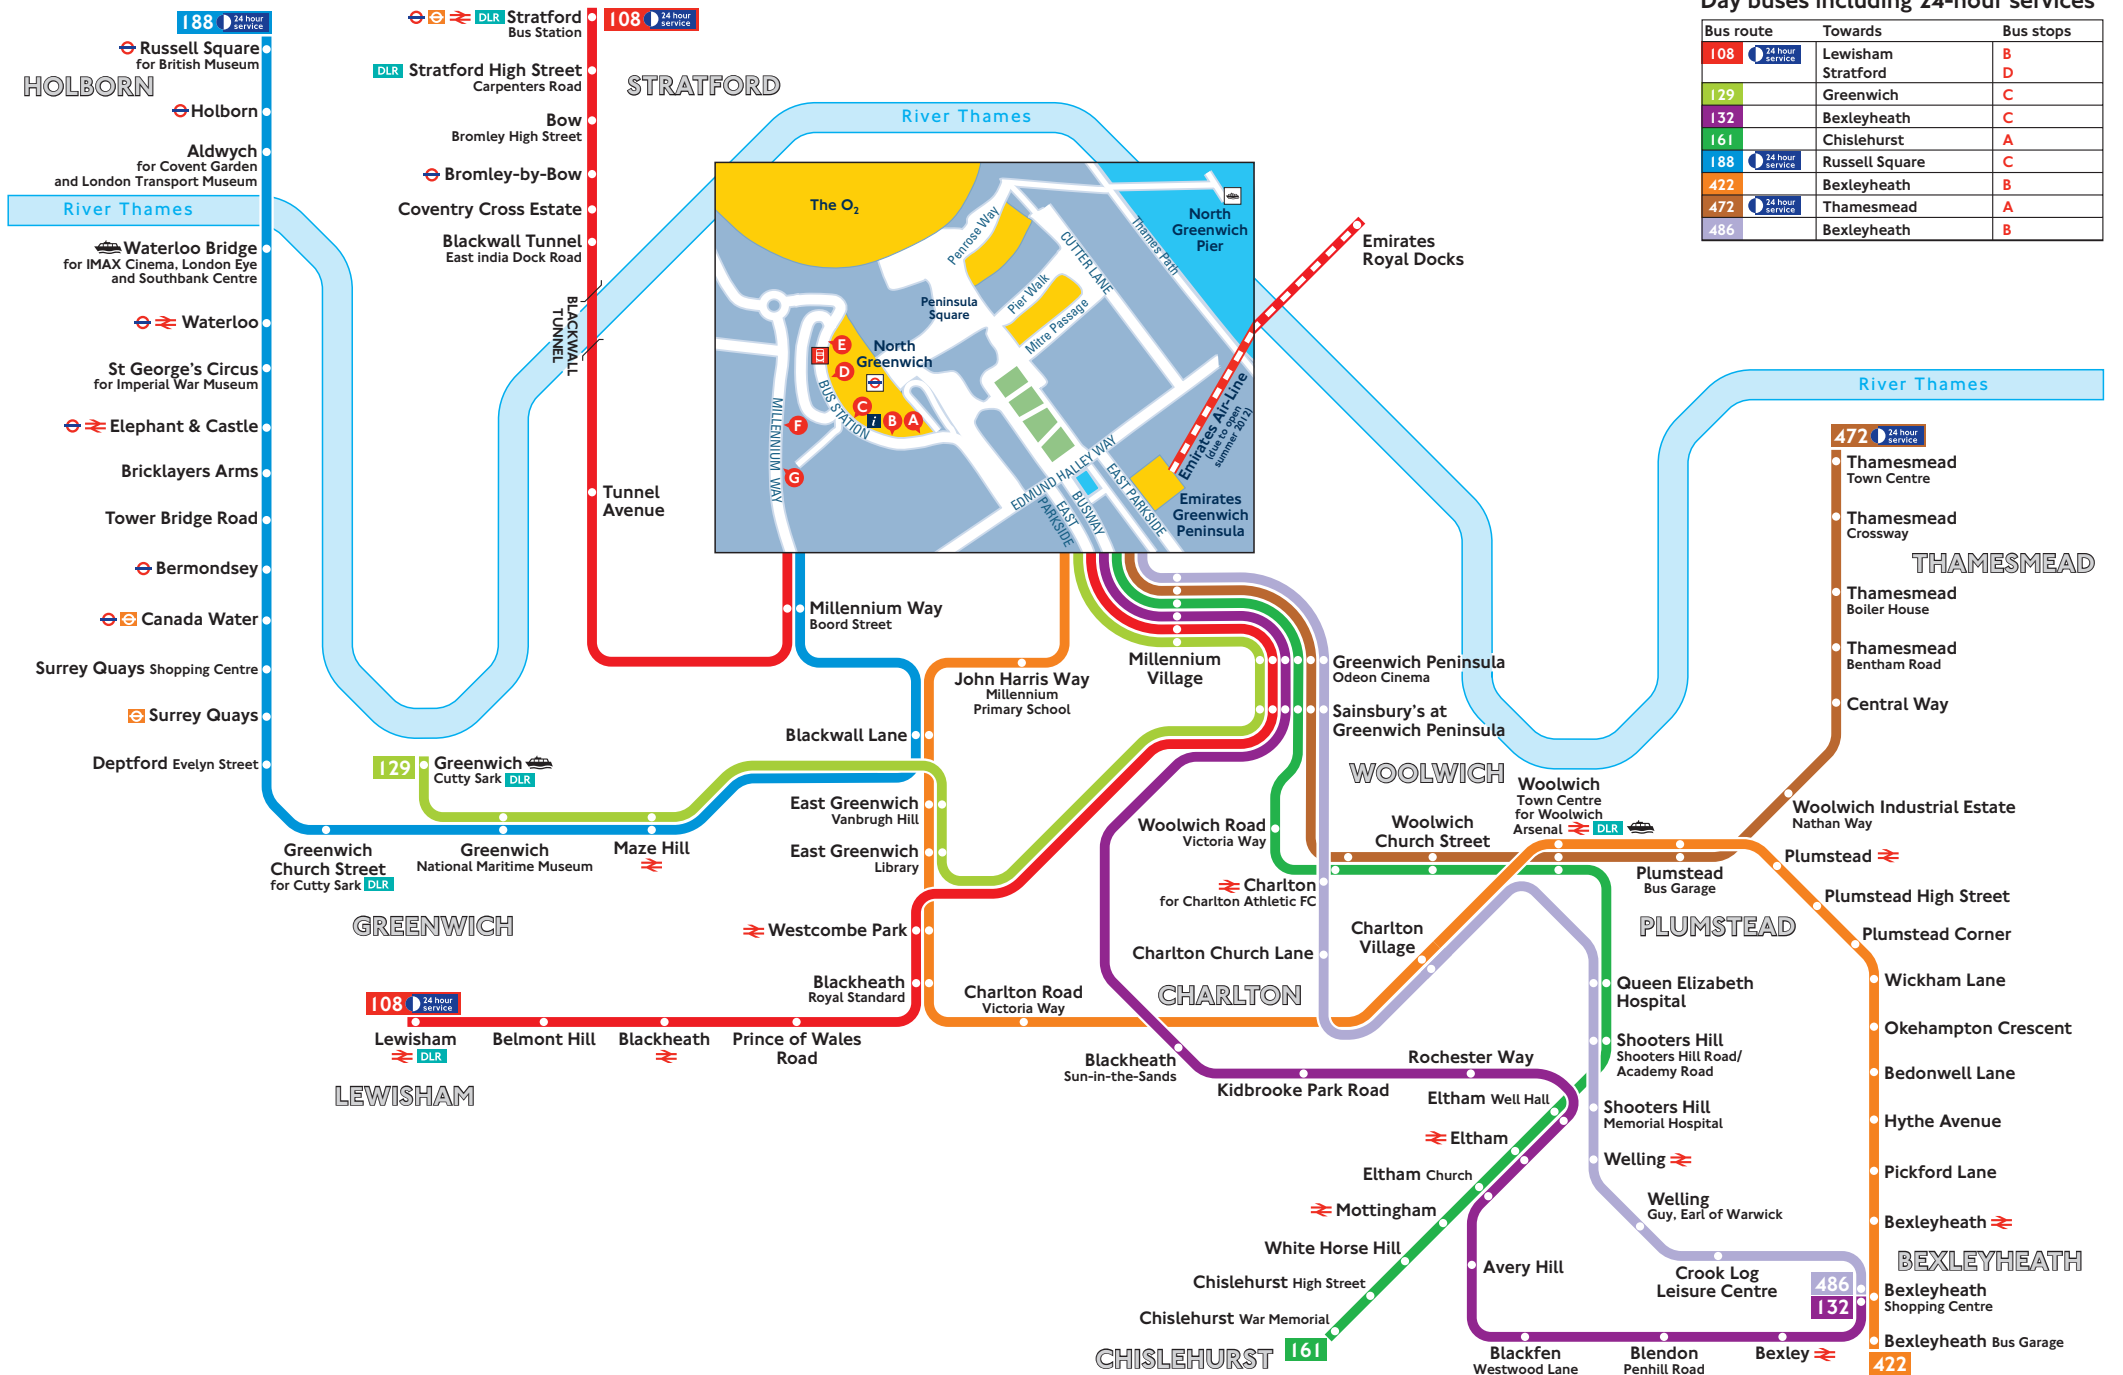 Day buses including 24-hour services
Bus route Towards Bus stops
108 24 hour service Lewisham B
Stratford D
129 Greenwich C
132 Bexleyheath C
161 Chislehurst A
188 24 hour service Russell Square C
422 Bexleyheath B
472 24 hour service Thamesmead A
486 Bexleyheath B
188 24 hour service
Russell Square
for British Museum
HOLBORN
Holborn
Aldwych
for Covent Garden
and London Transport Museum
River Thames
Waterloo Bridge
for IMAX Cinema, London Eye
and Southbank Centre
Waterloo
St George's Circus
for Imperial War Museum
Elephant & Castle
Bricklayers Arms
Tower Bridge Road
Bermondsey
Canada Water
Surrey Quays Shopping Centre
Surrey Quays
Deptford Evelyn Street
DLR Stratford
Bus Station
108 24 hour service
DLR Stratford High Street
Carpenters Road
STRATFORD
Bow
Bromley High Street
Bromley-by-Bow
Coventry Cross Estate
Blackwall Tunnel
East india Dock Road
BLACKWALL
TUNNEL
Tunnel
Avenue
River Thames
The O2
Penrose Way
CUTTER LANE
Thames Path
North
Greenwich
Pier
Peninsula
Square
Pier Walk
Mitre Passage
North
Greenwich
E
D
C
i
B
A
F
G
BUS STATION
MILLENNIUM WAY
EDMUND HALLEY WAY
EAST
PARKSIDE
BUSWAY
EAST PARKSIDE
Emirates Air-Line
(due to open
summer 2012)
Emirates
Greenwich
Peninsula
Emirates
Royal Docks
River Thames
472 24 hour service
Thamesmead
Town Centre
Thamesmead
Crossway
THAMESMEAD
Thamesmead
Boiler House
Thamesmead
Bentham Road
Central Way
Woolwich Industrial Estate
Nathan Way
Millennium Way
Boord Street
John Harris Way
Millennium
Primary School
Millennium
Village
Greenwich Peninsula
Odeon Cinema
Sainsbury's at
Greenwich Peninsula
Blackwall Lane
129
Greenwich
Cutty Sark DLR
East Greenwich
Vanbrugh Hill
East Greenwich
Library
Greenwich
Church Street
for Cutty Sark DLR
Greenwich
National Maritime Museum
Maze Hill
GREENWICH
Westcombe Park
Blackheath
Royal Standard
108 24 hour service
Lewisham
DLR
Belmont Hill
Blackheath
Prince of Wales
Road
LEWISHAM
Charlton Road
Victoria Way
WOOLWICH
Woolwich Road
Victoria Way
Woolwich
Church Street
Woolwich
Town Centre
for Woolwich
Arsenal DLR
Plumstead
Bus Garage
PLUMSTEAD
Plumstead
Plumstead High Street
Plumstead Corner
Charlton
for Charlton Athletic FC
Charlton Church Lane
Charlton
Village
CHARLTON
Blackheath
Sun-in-the-Sands
Kidbrooke Park Road
Rochester Way
Queen Elizabeth
Hospital
Shooters Hill
Shooters Hill Road/
Academy Road
Shooters Hill
Memorial Hospital
Welling
Welling
Guy, Earl of Warwick
Crook Log
Leisure Centre
Eltham Well Hall
Eltham
Eltham Church
Mottingham
White Horse Hill
Chislehurst High Street
Chislehurst War Memorial
161
CHISLEHURST
Avery Hill
Blackfen
Westwood Lane
Blendon
Penhill Road
Bexley
486
132
Wickham Lane
Okehampton Crescent
Bedonwell Lane
Hythe Avenue
Pickford Lane
Bexleyheath
BEXLEYHEATH
Bexleyheath
Shopping Centre
Bexleyheath Bus Garage
422